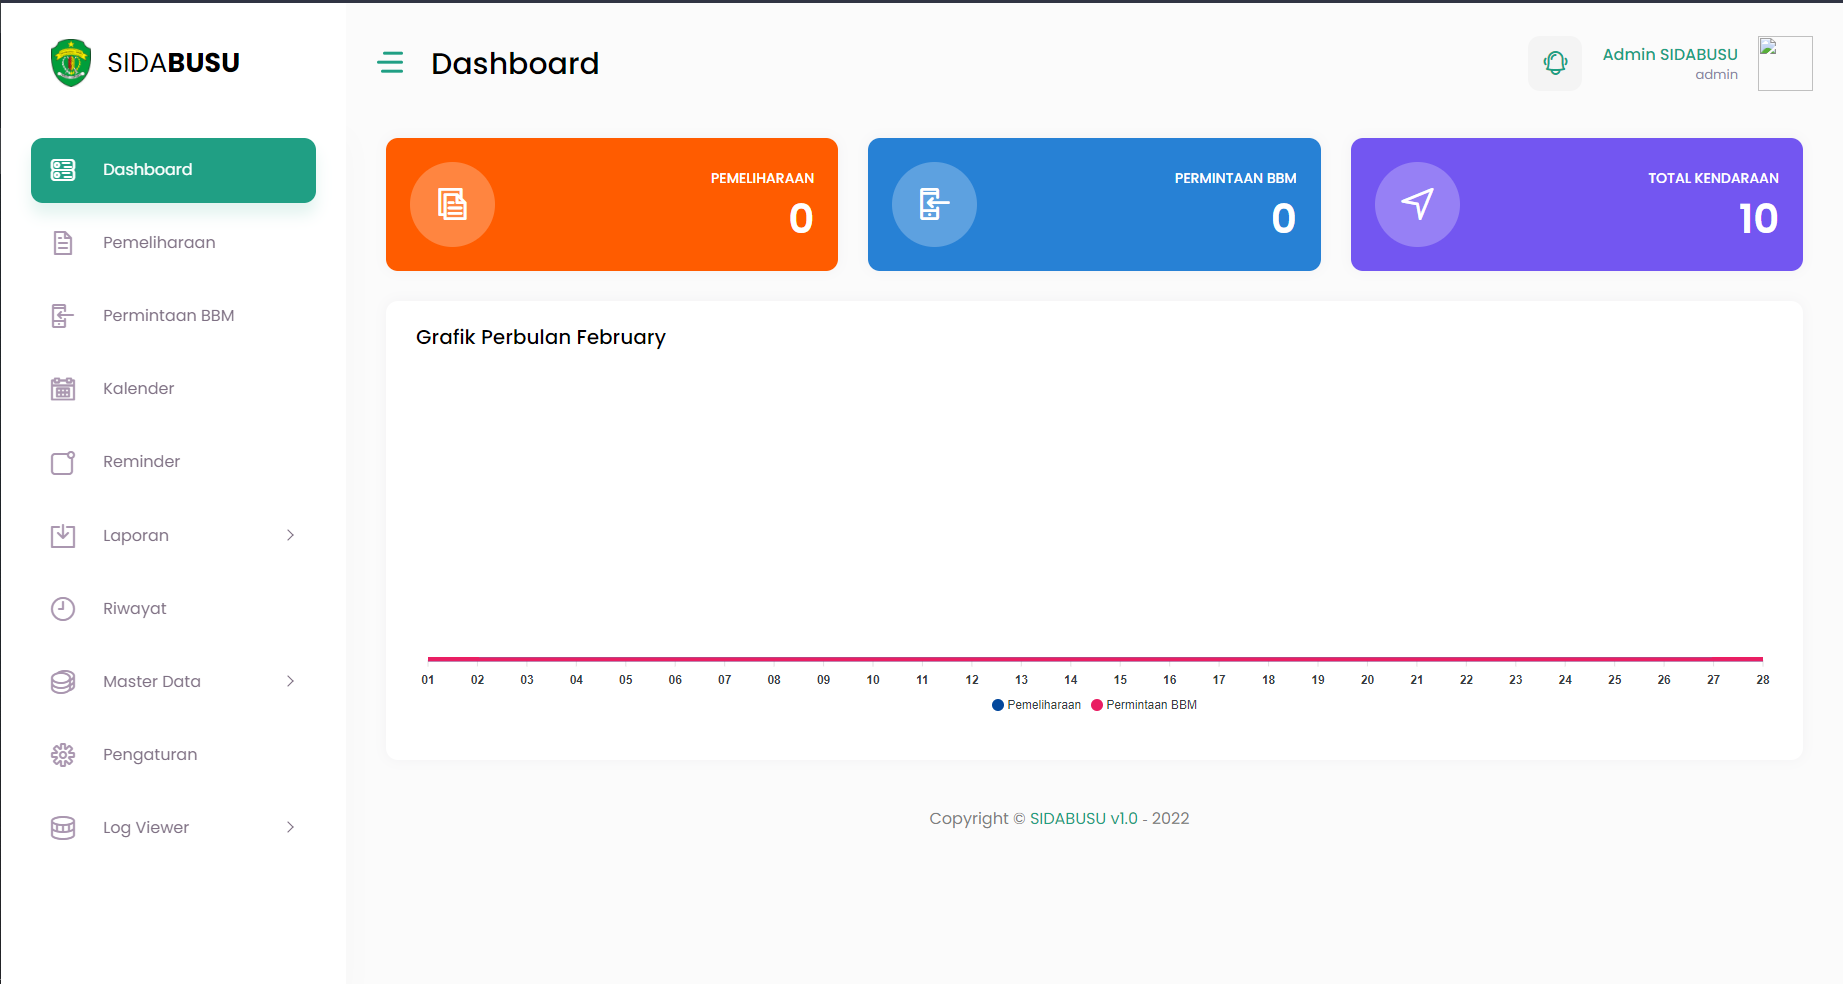 SIDABUSU
Dashboard
Admin SIDABUSU
admin
Dashboard
Pemeliharaan
Permintaan BBM
Kalender
Reminder
Laporan
Riwayat
Master Data
Pengaturan
Log Viewer
PEMELIHARAAN
0
PERMINTAAN BBM
0
TOTAL KENDARAAN
10
Grafik Perbulan February
01 02 03 04 05 06 07 08 09 10 11 12 13 14 15 16 17 18 19 20 21 22 23 24 25 26 27 28
Pemeliharaan Permintaan BBM
Copyright © SIDABUSU v1.0 - 2022